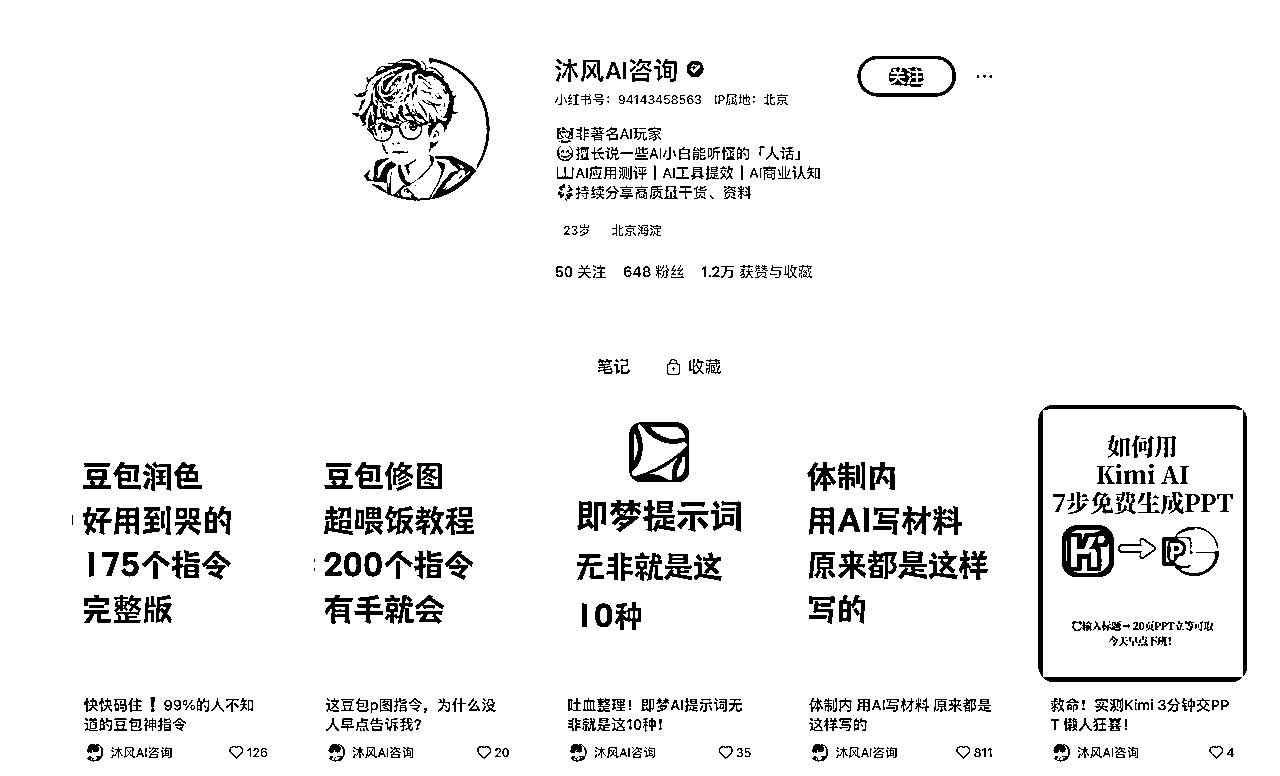 沐风AI咨询
关注
小红书号：94143458563 IP属地：北京
非著名AI玩家
擅长说一些AI小白能听懂的「人话」
AI应用测评｜AI工具提效｜AI商业认知
持续分享高质量干货、资料
23岁 北京海淀
50 关注 648 粉丝 1.2万 获赞与收藏
笔记 收藏
豆包润色
好用到哭的
175个指令
完整版
快快码住❗99%的人不知
道的豆包神指令
沐风AI咨询 126
豆包修图
超喂饭教程
200个指令
有手就会
这豆包p图指令，为什么没
人早点告诉我？
沐风AI咨询 20
即梦提示词
无非就是这
10种
吐血整理！即梦AI提示词无
非就是这10种！
沐风AI咨询 35
体制内
用AI写材料
原来都是这样
写的
体制内 用AI写材料 原来都是
这样写的
沐风AI咨询 811
如何用
Kimi AI
7步免费生成PPT
输入标题→20页PPT立等可取
今天早点下班！
救命！实测Kimi 3分钟交PP
T 懒人狂喜！
沐风AI咨询 4